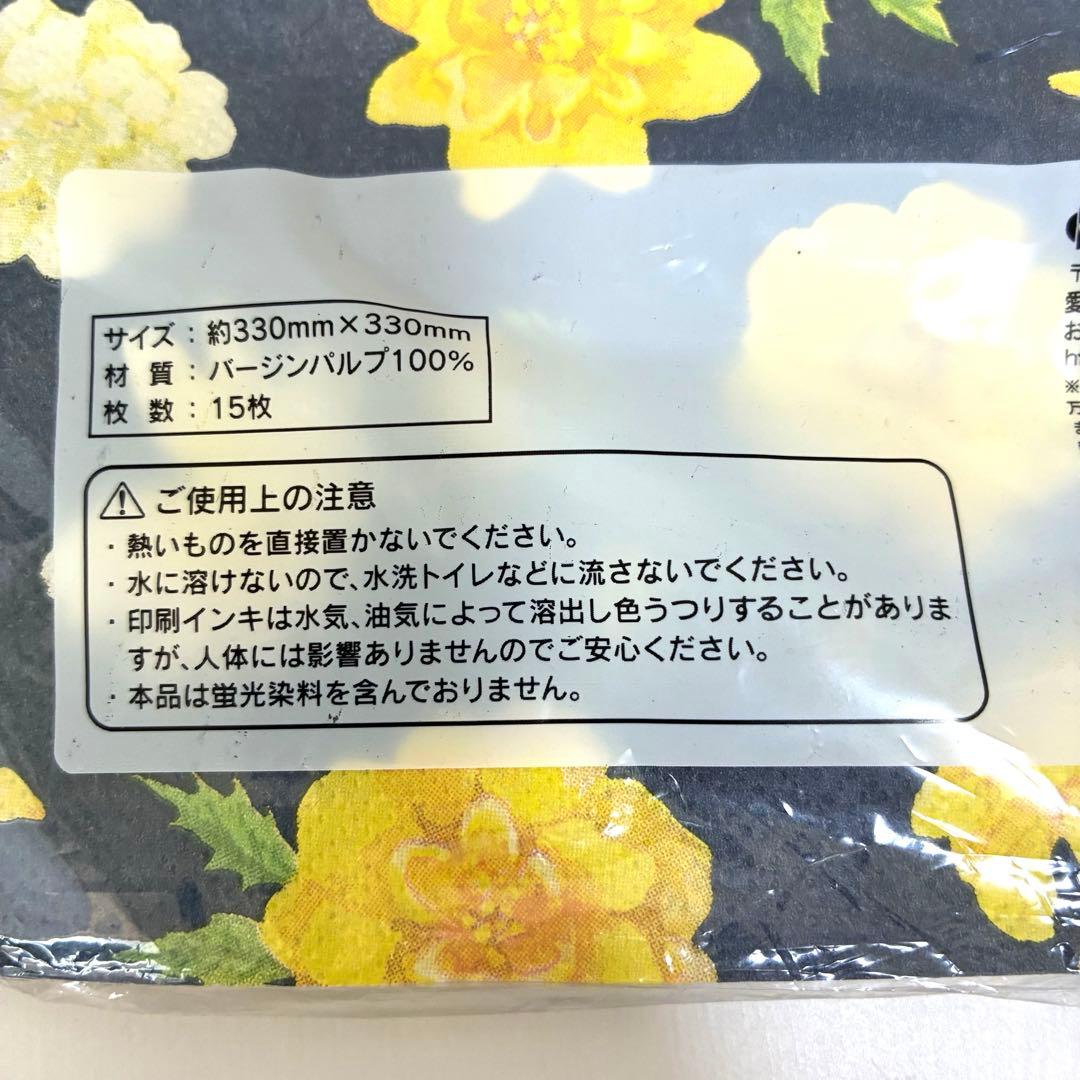 サイズ：約330mm×330mm
材 質：バージンパルプ100%
枚 数：15枚
ご使用上の注意
・熱いものを直接置かないでください。
・水に溶けないので、水洗トイレなどに流さないでください。
・印刷インキは水気、油気によって溶出し色うつりすることがありま
すが、人体には影響ありませんのでご安心ください。
・本品は蛍光染料を含んでおりません。
〒
愛
お
※
万